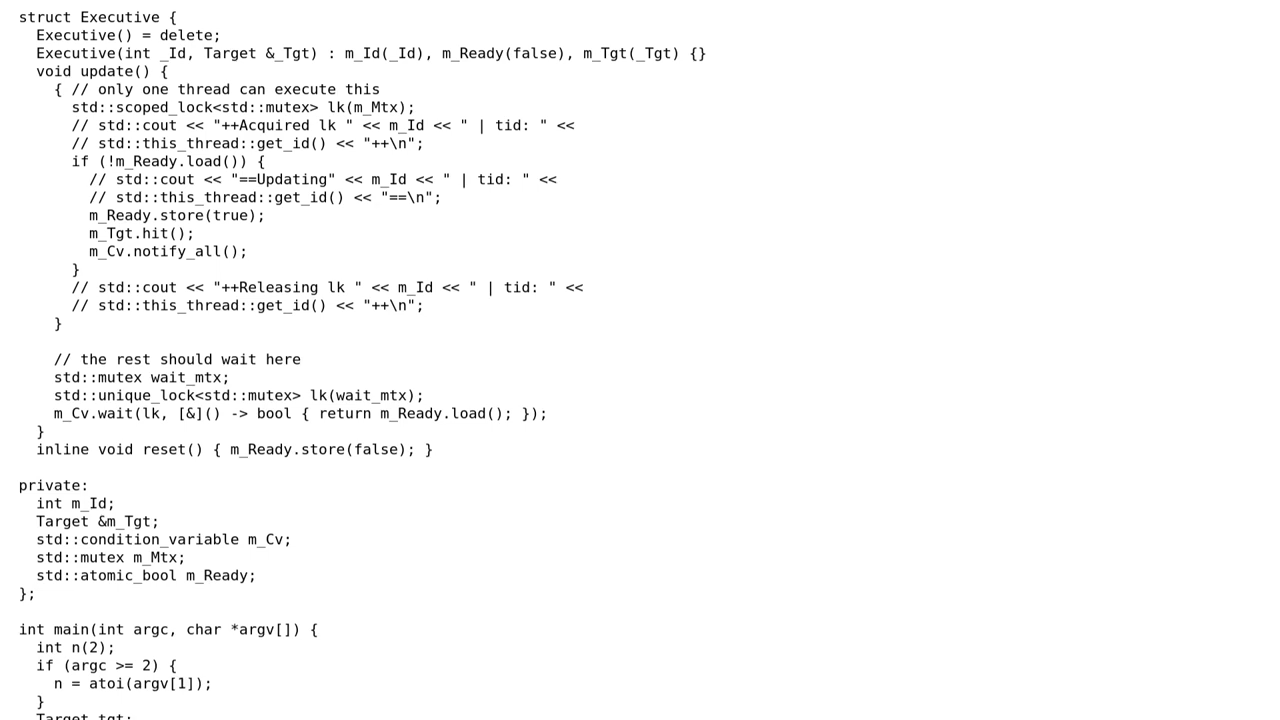 struct Executive {
  Executive() = delete;
  Executive(int _Id, Target &_Tgt) : m_Id(_Id), m_Ready(false), m_Tgt(_Tgt) {}
  void update() {
    { // only one thread can execute this
      std::scoped_lock<std::mutex> lk(m_Mtx);
      // std::cout << "++Acquired lk " << m_Id << " | tid: " <<
      // std::this_thread::get_id() << "++\n";
      if (!m_Ready.load()) {
        // std::cout << "==Updating" << m_Id << " | tid: " <<
        // std::this_thread::get_id() << "==\n";
        m_Ready.store(true);
        m_Tgt.hit();
        m_Cv.notify_all();
      }
      // std::cout << "++Releasing lk " << m_Id << " | tid: " <<
      // std::this_thread::get_id() << "++\n";
    }

    // the rest should wait here
    std::mutex wait_mtx;
    std::unique_lock<std::mutex> lk(wait_mtx);
    m_Cv.wait(lk, [&]() -> bool { return m_Ready.load(); });
  }
  inline void reset() { m_Ready.store(false); }

private:
  int m_Id;
  Target &m_Tgt;
  std::condition_variable m_Cv;
  std::mutex m_Mtx;
  std::atomic_bool m_Ready;
};

int main(int argc, char *argv[]) {
  int n(2);
  if (argc >= 2) {
    n = atoi(argv[1]);
  }
  Target tgt;